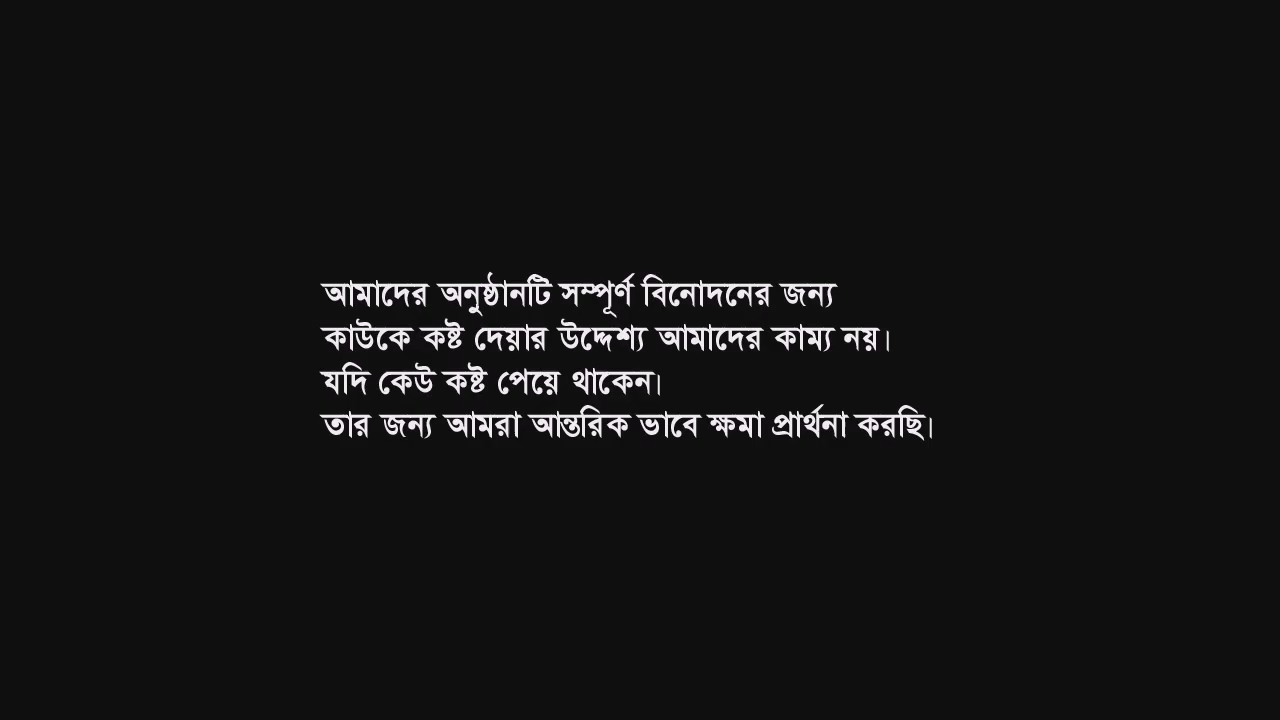 আমাদের অনুষ্ঠানটি সম্পূর্ণ বিনোদনের জন্য
কাউকে কষ্ট দেয়ার উদ্দেশ্য আমাদের কাম্য নয়।
যদি কেউ কষ্ট পেয়ে থাকেন।
তার জন্য আমরা আন্তরিক ভাবে ক্ষমা প্রার্থনা করছি।